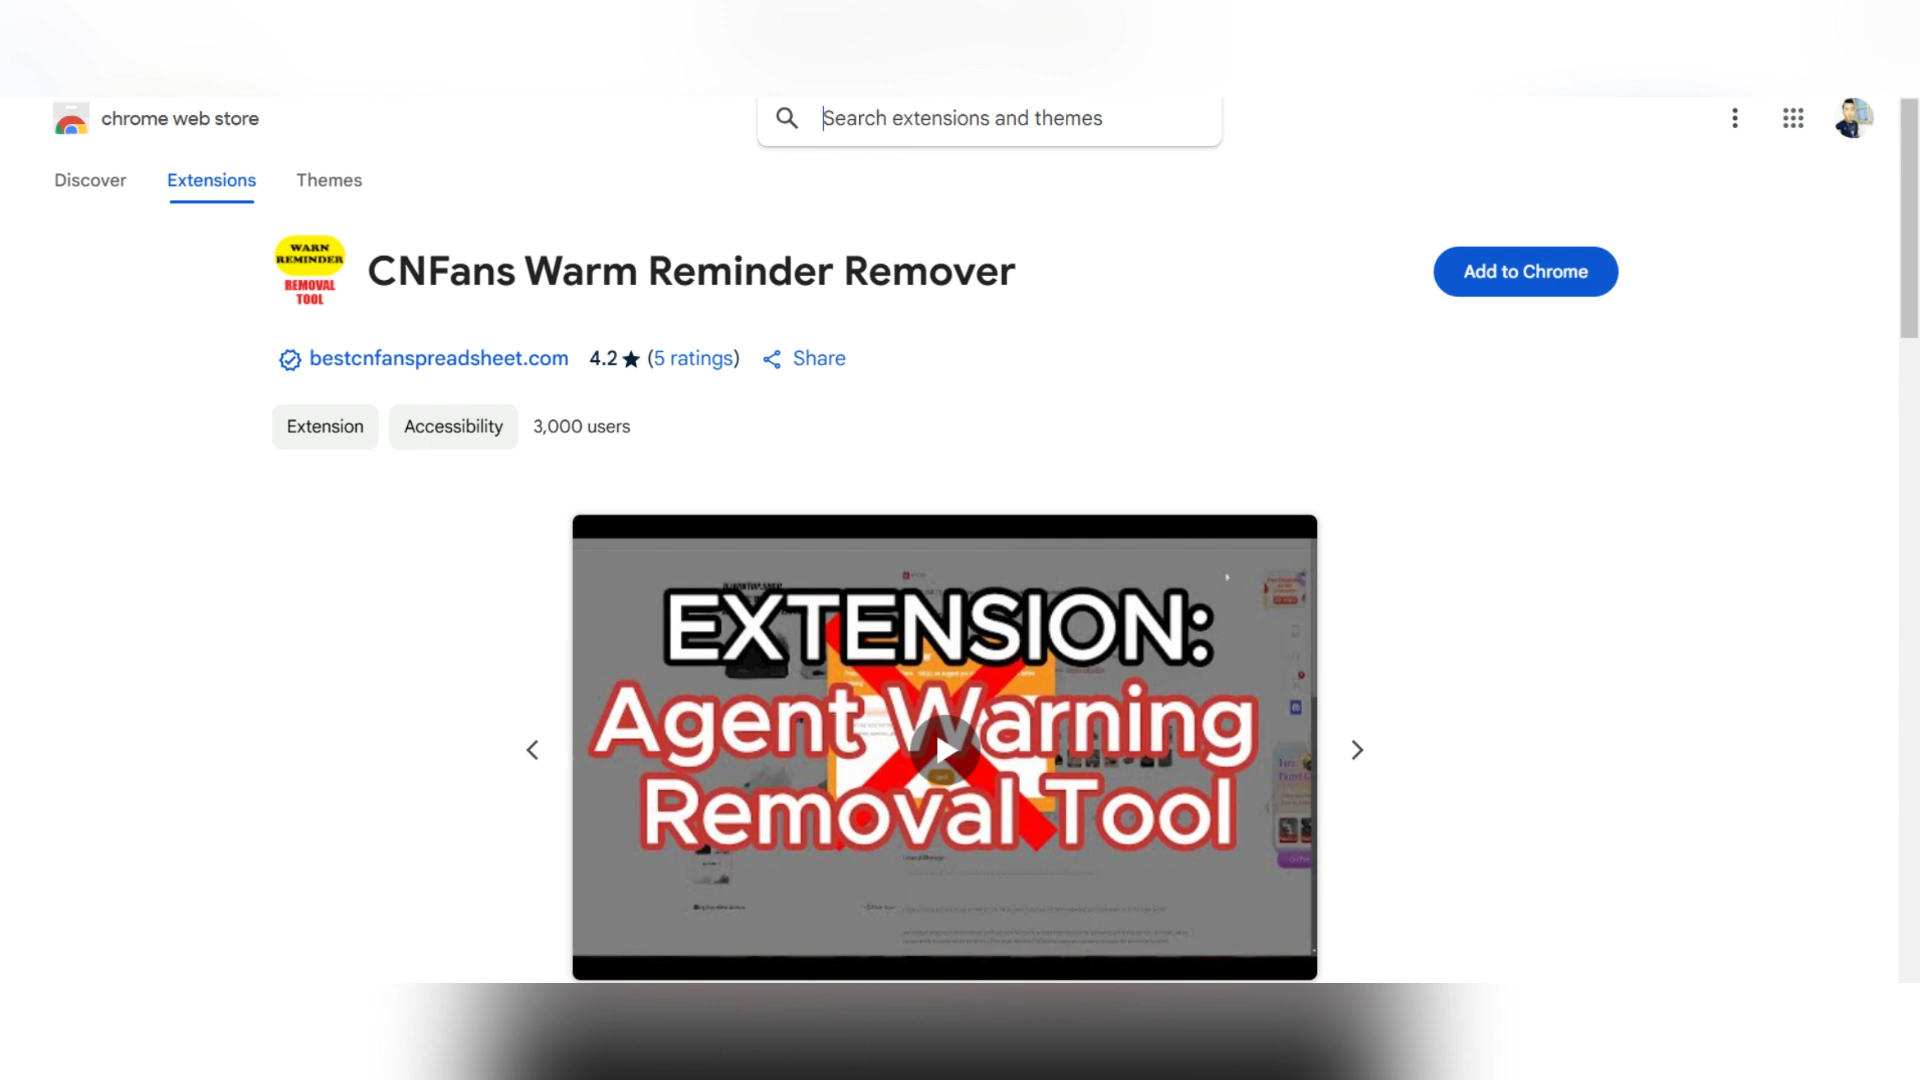 chrome web store
Search extensions and themes
Discover
Extensions
Themes
WARN
REMINDER
REMOVAL
TOOL
CNFans Warm Reminder Remover
Add to Chrome
bestcnfanspreadsheet.com
4.2★ (5 ratings)
Share
Extension
Accessibility
3,000 users
EXTENSION:
Agent Warning
Removal Tool